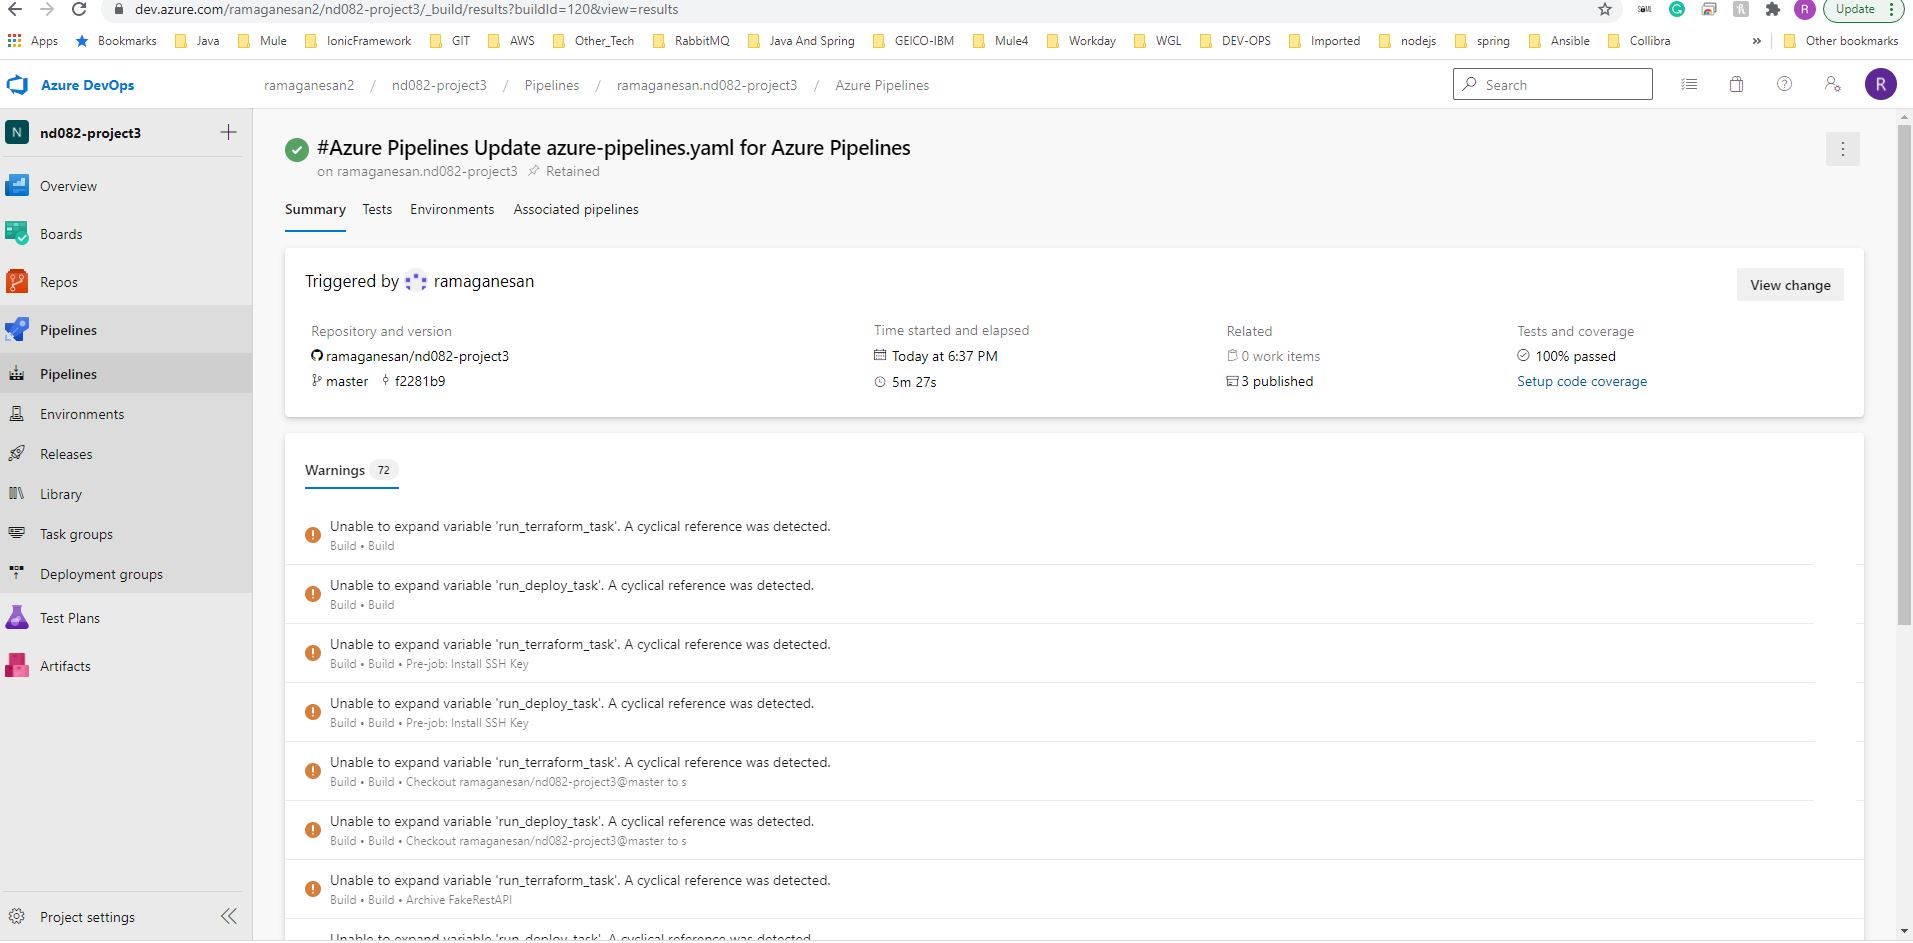 dev.azure.com/ramaganesan2/nd082-project3/_build/results?buildId=120&view=results
R
Update
Apps Bookmarks Java Mule IonicFramework GIT AWS Other_Tech RabbitMQ Java And Spring GEICO-IBM Mule4 Workday WGL DEV-OPS Imported nodejs spring Ansible Collibra » Other bookmarks
Azure DevOps
ramaganesan2 / nd082-project3 / Pipelines / ramaganesan.nd082-project3 / Azure Pipelines
Search
R
N nd082-project3
Overview
Boards
Repos
Pipelines
Pipelines
Environments
Releases
Library
Task groups
Deployment groups
Test Plans
Artifacts
Project settings
#Azure Pipelines Update azure-pipelines.yaml for Azure Pipelines
on ramaganesan.nd082-project3 Retained
Summary Tests Environments Associated pipelines
Triggered by ramaganesan
View change
Repository and version
ramaganesan/nd082-project3
master f2281b9
Time started and elapsed
Today at 6:37 PM
5m 27s
Related
0 work items
3 published
Tests and coverage
100% passed
Setup code coverage
Warnings 72
Unable to expand variable 'run_terraform_task'. A cyclical reference was detected.
Build • Build
Unable to expand variable 'run_deploy_task'. A cyclical reference was detected.
Build • Build
Unable to expand variable 'run_terraform_task'. A cyclical reference was detected.
Build • Build • Pre-job: Install SSH Key
Unable to expand variable 'run_deploy_task'. A cyclical reference was detected.
Build • Build • Pre-job: Install SSH Key
Unable to expand variable 'run_terraform_task'. A cyclical reference was detected.
Build • Build • Checkout ramaganesan/nd082-project3@master to s
Unable to expand variable 'run_deploy_task'. A cyclical reference was detected.
Build • Build • Checkout ramaganesan/nd082-project3@master to s
Unable to expand variable 'run_terraform_task'. A cyclical reference was detected.
Build • Build • Archive FakeRestAPI
Unable to expand variable 'run_deploy_task'. A cyclical reference was detected.